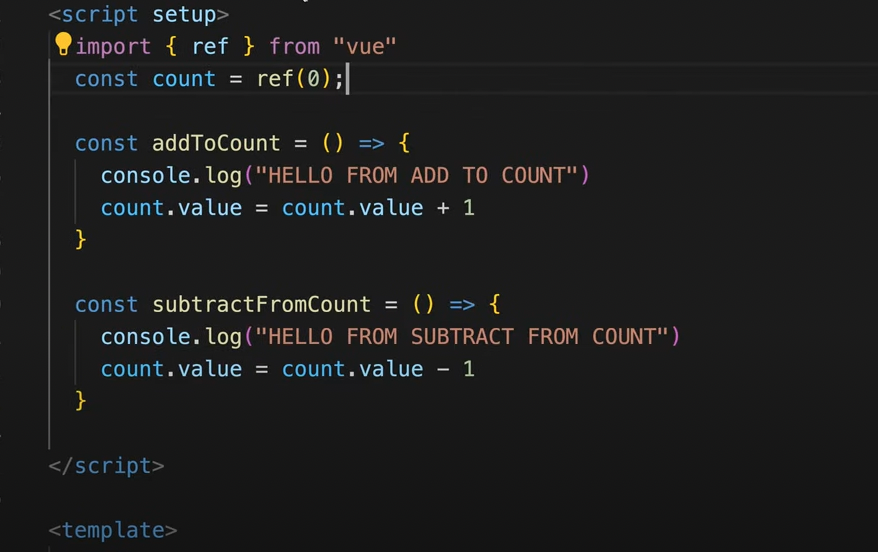 <script setup>
import { ref } from "vue"
const count = ref(0);
const addToCount = () => {
console.log("HELLO FROM ADD TO COUNT")
count.value = count.value + 1
}
const subtractFromCount = () => {
console.log("HELLO FROM SUBTRACT FROM COUNT")
count.value = count.value - 1
}
</script>
<template>